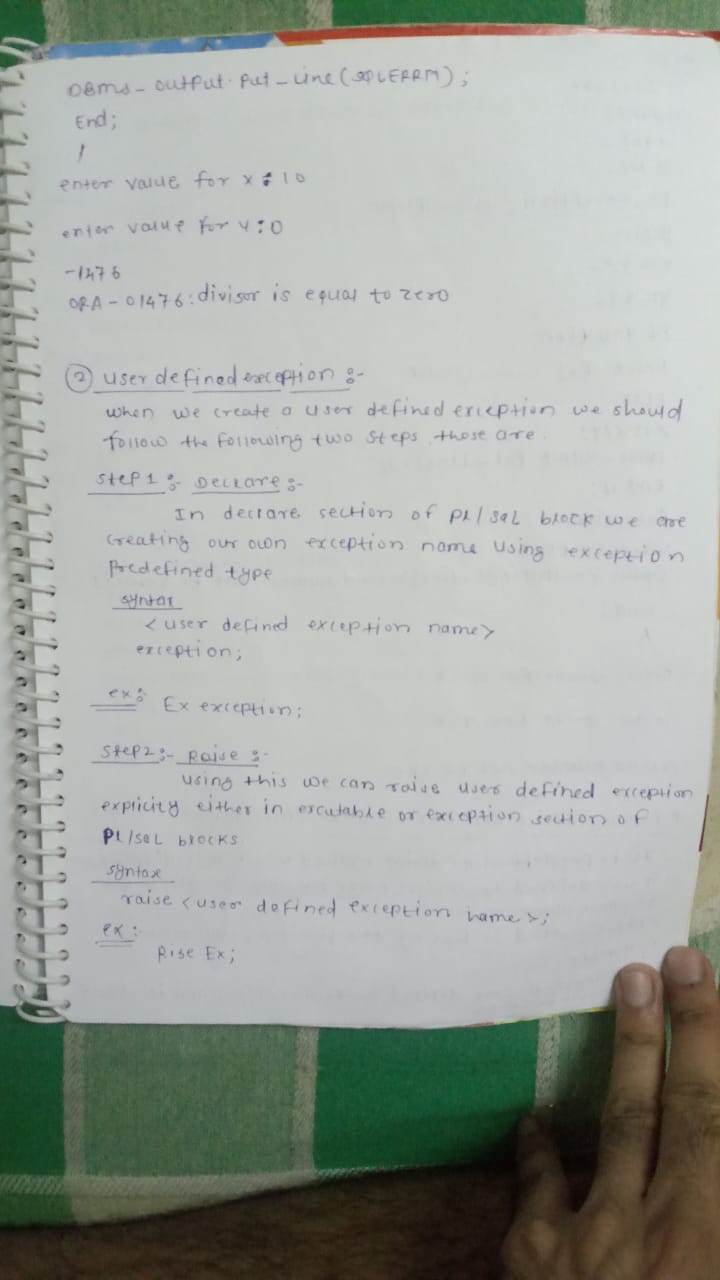 DBms - output. Put - Line (SQLERRM);
End;
/
enter value for x : 10
enter value for y : 0
-1476
ORA - 01476 : divisor is equal to zero
② user defined exception :-
when we create a user defined exception we should
follow the following two steps those are.
Step 1 :- Declare :-
In declare section of PL/SQL block we are
creating our own exception name using exception
Predefined type
syntax
<user defined exception name>
exception;
ex :
Ex exception;
Step 2 :- Raise :-
using this we can raise user defined exception
explicity either in excutable or exception section of
PL/SQL blocks
syntax
raise <user defined exception name>;
ex :
Rise Ex;